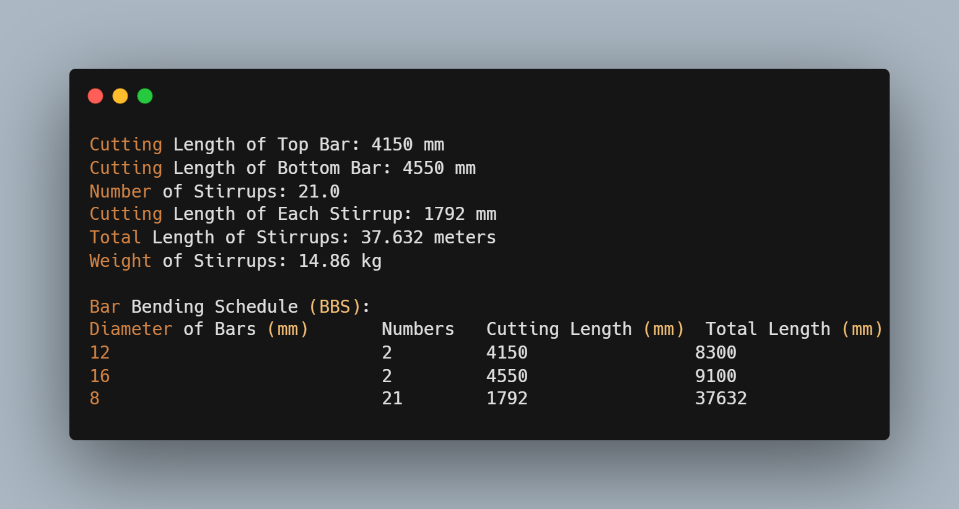 Cutting Length of Top Bar: 4150 mm
Cutting Length of Bottom Bar: 4550 mm
Number of Stirrups: 21.0
Cutting Length of Each Stirrup: 1792 mm
Total Length of Stirrups: 37.632 meters
Weight of Stirrups: 14.86 kg
Bar Bending Schedule (BBS):
Diameter of Bars (mm) Numbers Cutting Length (mm) Total Length (mm)
12 2 4150 8300
16 2 4550 9100
8 21 1792 37632